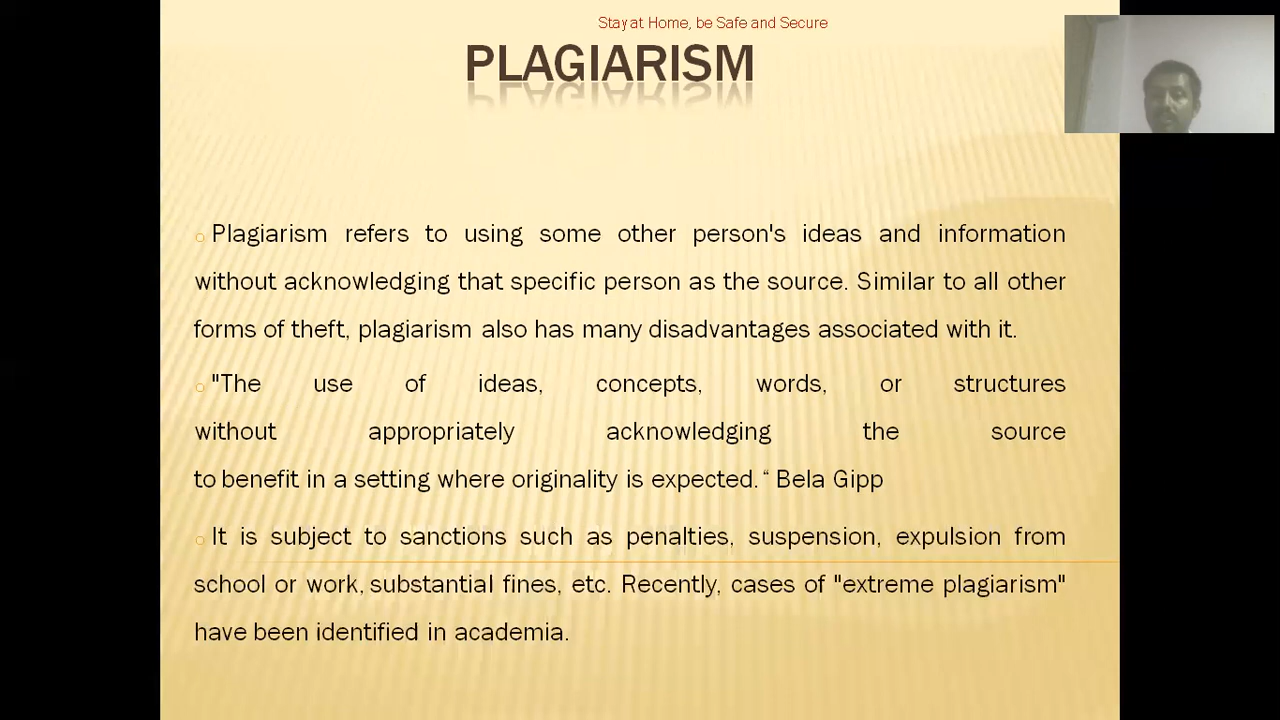 Stay at Home, be Safe and Secure
PLAGIARISM
Plagiarism refers to using some other person's ideas and information
without acknowledging that specific person as the source. Similar to all other
forms of theft, plagiarism also has many disadvantages associated with it.
"The use of ideas, concepts, words, or structures
without appropriately acknowledging the source
to benefit in a setting where originality is expected.“ Bela Gipp
It is subject to sanctions such as penalties, suspension, expulsion from
school or work, substantial fines, etc. Recently, cases of "extreme plagiarism"
have been identified in academia.